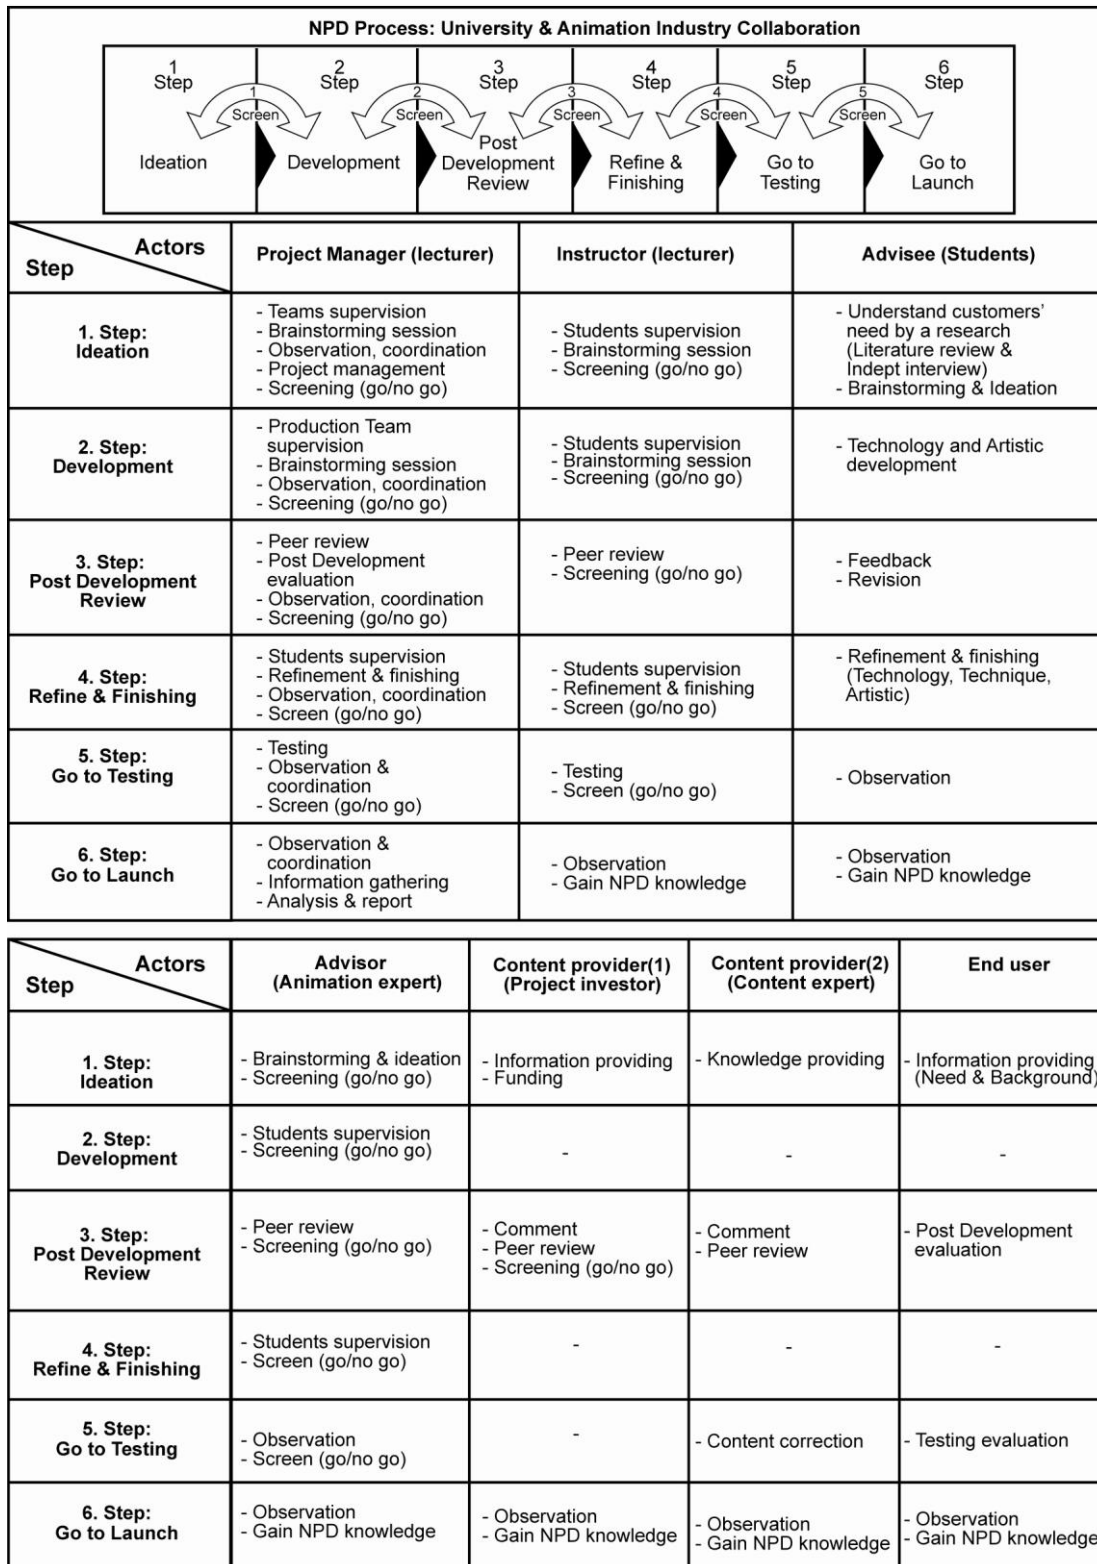 NPD Process: University & Animation Industry Collaboration
1
Step
2
Step
3
Step
4
Step
5
Step
6
Step
1
Screen
2
Screen
3
Screen
4
Screen
5
Screen
Ideation
Development
Post
Development
Review
Refine &
Finishing
Go to
Testing
Go to
Launch
Actors
Step
Project Manager (lecturer)
Instructor (lecturer)
Advisee (Students)
1. Step:
Ideation
- Teams supervision
- Brainstorming session
- Observation, coordination
- Project management
- Screening (go/no go)
- Students supervision
- Brainstorming session
- Screening (go/no go)
- Understand customers'
need by a research
(Literature review &
Indept interview)
- Brainstorming & Ideation
2. Step:
Development
- Production Team
supervision
- Brainstorming session
- Observation, coordination
- Screening (go/no go)
- Students supervision
- Brainstorming session
- Screening (go/no go)
- Technology and Artistic
development
3. Step:
Post Development
Review
- Peer review
- Post Development
evaluation
- Observation, coordination
- Screening (go/no go)
- Peer review
- Screening (go/no go)
- Feedback
- Revision
4. Step:
Refine & Finishing
- Students supervision
- Refinement & finishing
- Observation, coordination
- Screen (go/no go)
- Students supervision
- Refinement & finishing
- Screen (go/no go)
- Refinement & finishing
(Technology, Technique,
Artistic)
5. Step:
Go to Testing
- Testing
- Observation &
coordination
- Screen (go/no go)
- Testing
- Screen (go/no go)
- Observation
6. Step:
Go to Launch
- Observation &
coordination
- Information gathering
- Analysis & report
- Observation
- Gain NPD knowledge
- Observation
- Gain NPD knowledge
Actors
Step
Advisor
(Animation expert)
Content provider(1)
(Project investor)
Content provider(2)
(Content expert)
End user
1. Step:
Ideation
- Brainstorming & ideation
- Screening (go/no go)
- Information providing
- Funding
- Knowledge providing
- Information providing
(Need & Background)
2. Step:
Development
- Students supervision
- Screening (go/no go)
-
-
-
3. Step:
Post Development
Review
- Peer review
- Screening (go/no go)
- Comment
- Peer review
- Screening (go/no go)
- Comment
- Peer review
- Post Development
evaluation
4. Step:
Refine & Finishing
- Students supervision
- Screen (go/no go)
-
-
-
5. Step:
Go to Testing
- Observation
- Screen (go/no go)
-
- Content correction
- Testing evaluation
6. Step:
Go to Launch
- Observation
- Gain NPD knowledge
- Observation
- Gain NPD knowledge
- Observation
- Gain NPD knowledge
- Observation
- Gain NPD knowledge